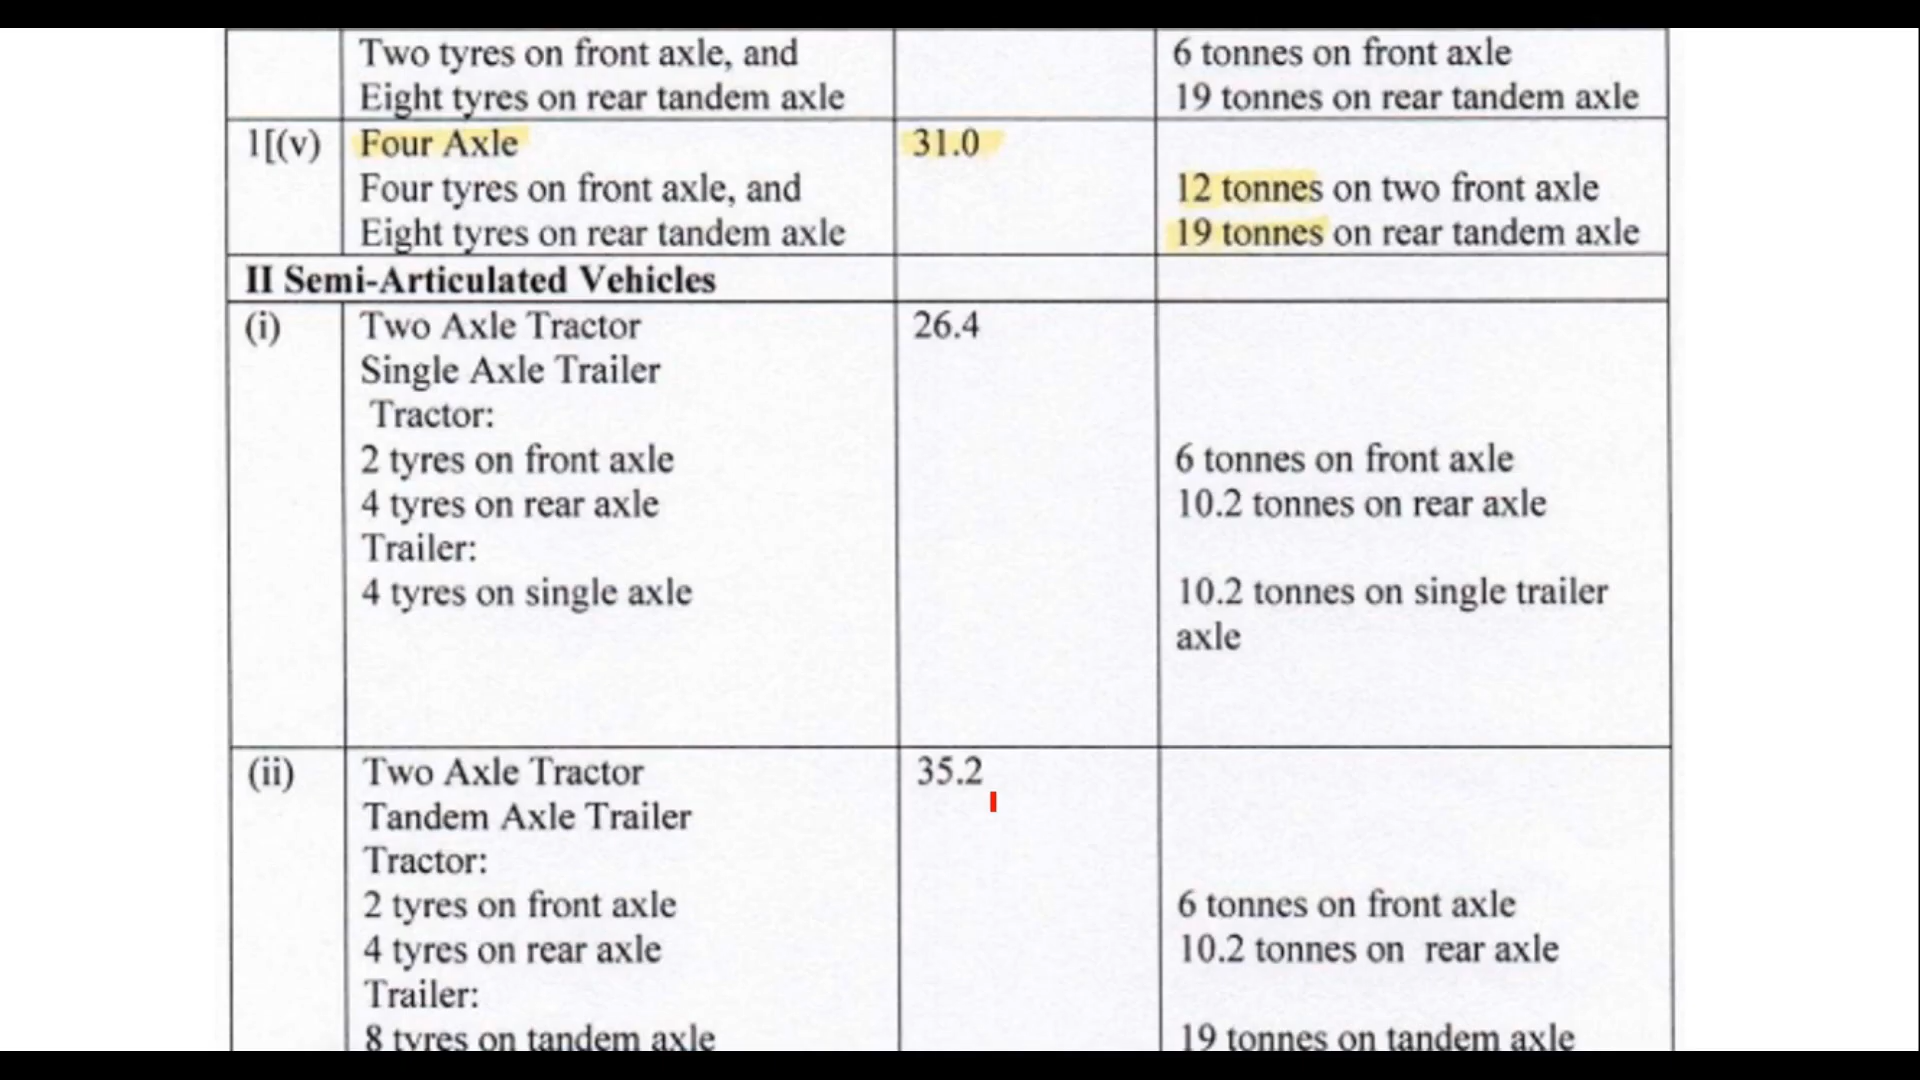 Two tyres on front axle, and
6 tonnes on front axle
Eight tyres on rear tandem axle
19 tonnes on rear tandem axle
1[(v)
Four Axle
31.0
Four tyres on front axle, and
12 tonnes on two front axle
Eight tyres on rear tandem axle
19 tonnes on rear tandem axle
II Semi-Articulated Vehicles
(i)
Two Axle Tractor
26.4
Single Axle Trailer
Tractor:
2 tyres on front axle
6 tonnes on front axle
4 tyres on rear axle
10.2 tonnes on rear axle
Trailer:
4 tyres on single axle
10.2 tonnes on single trailer
axle
(ii)
Two Axle Tractor
35.2
Tandem Axle Trailer
Tractor:
2 tyres on front axle
6 tonnes on front axle
4 tyres on rear axle
10.2 tonnes on rear axle
Trailer:
8 tyres on tandem axle
19 tonnes on tandem axle